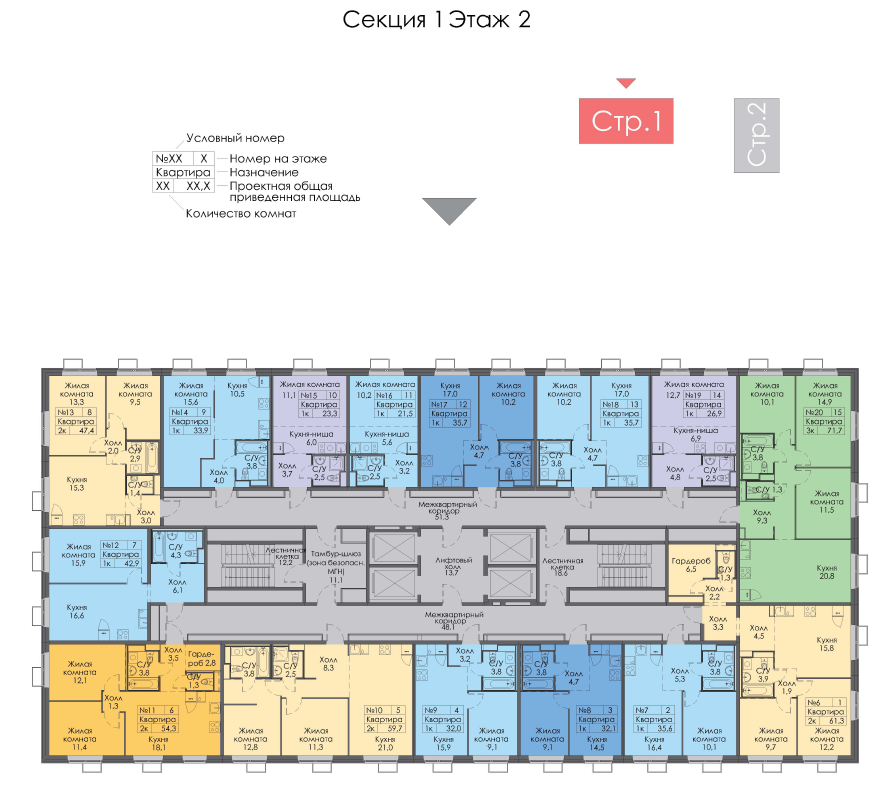 Секция 1 Этаж 2
Стр.1
Стр.2
Условный номер
№XX X
Номер на этаже
Квартира
Назначение
XX XX,X
Проектная общая
приведенная площадь
Количество комнат
Жилая
комната
13,3
Жилая
комната
9,5
№13 8
Квартира
2к 47,4
Холл
2,0
С/У
2,9
Кухня
15,3
С/У
1,4
Холл
3,0
Жилая
комната
15,6
Кухня
10,5
№14 9
Квартира
1к 33,9
Холл
4,0
С/У
3,8
Жилая комната
11,1
№15 10
Квартира
1к 23,3
Кухня-ниша
6,0
Холл
3,7
С/У
2,5
Жилая комната
10,2
№16 11
Квартира
1к 21,5
Кухня-ниша
5,6
С/У
2,5
Холл
3,2
Кухня
17,0
№17 12
Квартира
1к 35,7
Жилая
комната
10,2
Холл
4,7
С/У
3,8
Жилая
комната
10,2
Кухня
17,0
№18 13
Квартира
1к 35,7
С/У
3,8
Холл
4,7
Жилая комната
12,7
№19 14
Квартира
1к 26,9
Кухня-ниша
6,9
Холл
4,8
С/У
2,5
Жилая
комната
10,1
Жилая
комната
14,9
№20 15
Квартира
3к 71,7
С/У
3,8
С/У
1,3
Холл
9,3
Жилая
комната
11,5
Кухня
20,8
Межквартирный
коридор
51,3
Жилая
комната
15,9
№12 7
Квартира
1к 42,9
С/У
4,3
Холл
6,1
Кухня
16,6
Лестничная
клетка
12,2
Тамбур-шлюз
(зона безопасн.
МГН)
11,1
Лифтовый
холл
13,7
Лестничная
клетка
18,6
Гардероб
6,5
С/У
1,3
Холл
2,2
Холл
3,3
Межквартирный
коридор
48,1
Жилая
комната
12,1
Холл
3,5
Гарде-
роб 2,8
С/У
3,8
С/У
1,3
Холл
1,3
Жилая
комната
11,4
№11 6
Квартира
2к 54,3
Кухня
18,1
С/У
3,8
С/У
2,5
Холл
8,3
Жилая
комната
12,8
Жилая
комната
11,3
№10 5
Квартира
2к 59,7
Кухня
21,0
Холл
3,2
С/У
3,8
№9 4
Квартира
1к 32,0
Кухня
15,9
Жилая
комната
9,1
С/У
3,8
Холл
4,7
Жилая
комната
9,1
№8 3
Квартира
1к 32,1
Кухня
14,5
Холл
5,3
С/У
3,8
№7 2
Квартира
1к 35,6
Кухня
16,4
Жилая
комната
10,1
Холл
4,5
Кухня
15,8
С/У
3,9
Холл
1,9
№6 1
Квартира
2к 61,3
Жилая
комната
9,7
Жилая
комната
12,2